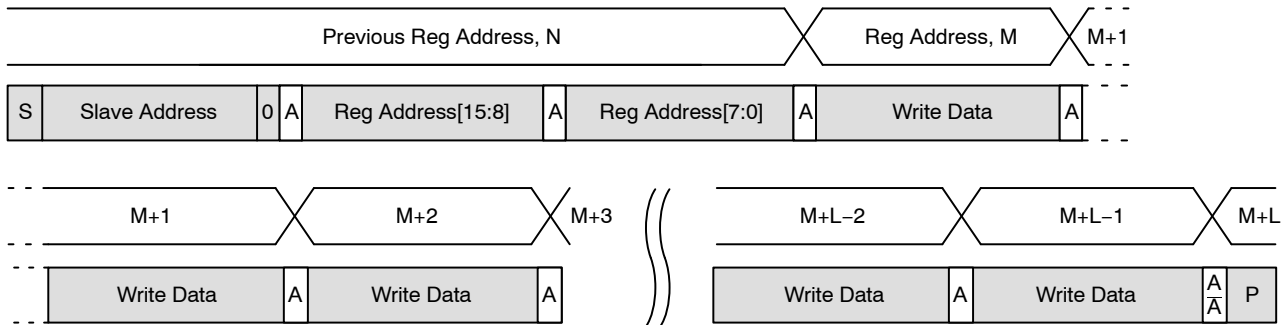 Previous Reg Address, N Reg Address, M M+1
S Slave Address 0 A Reg Address[15:8] A Reg Address[7:0] A Write Data A
M+1 M+2 M+3 M+L−2 M+L−1 M+L
Write Data A Write Data A Write Data A Write Data A P
A̅